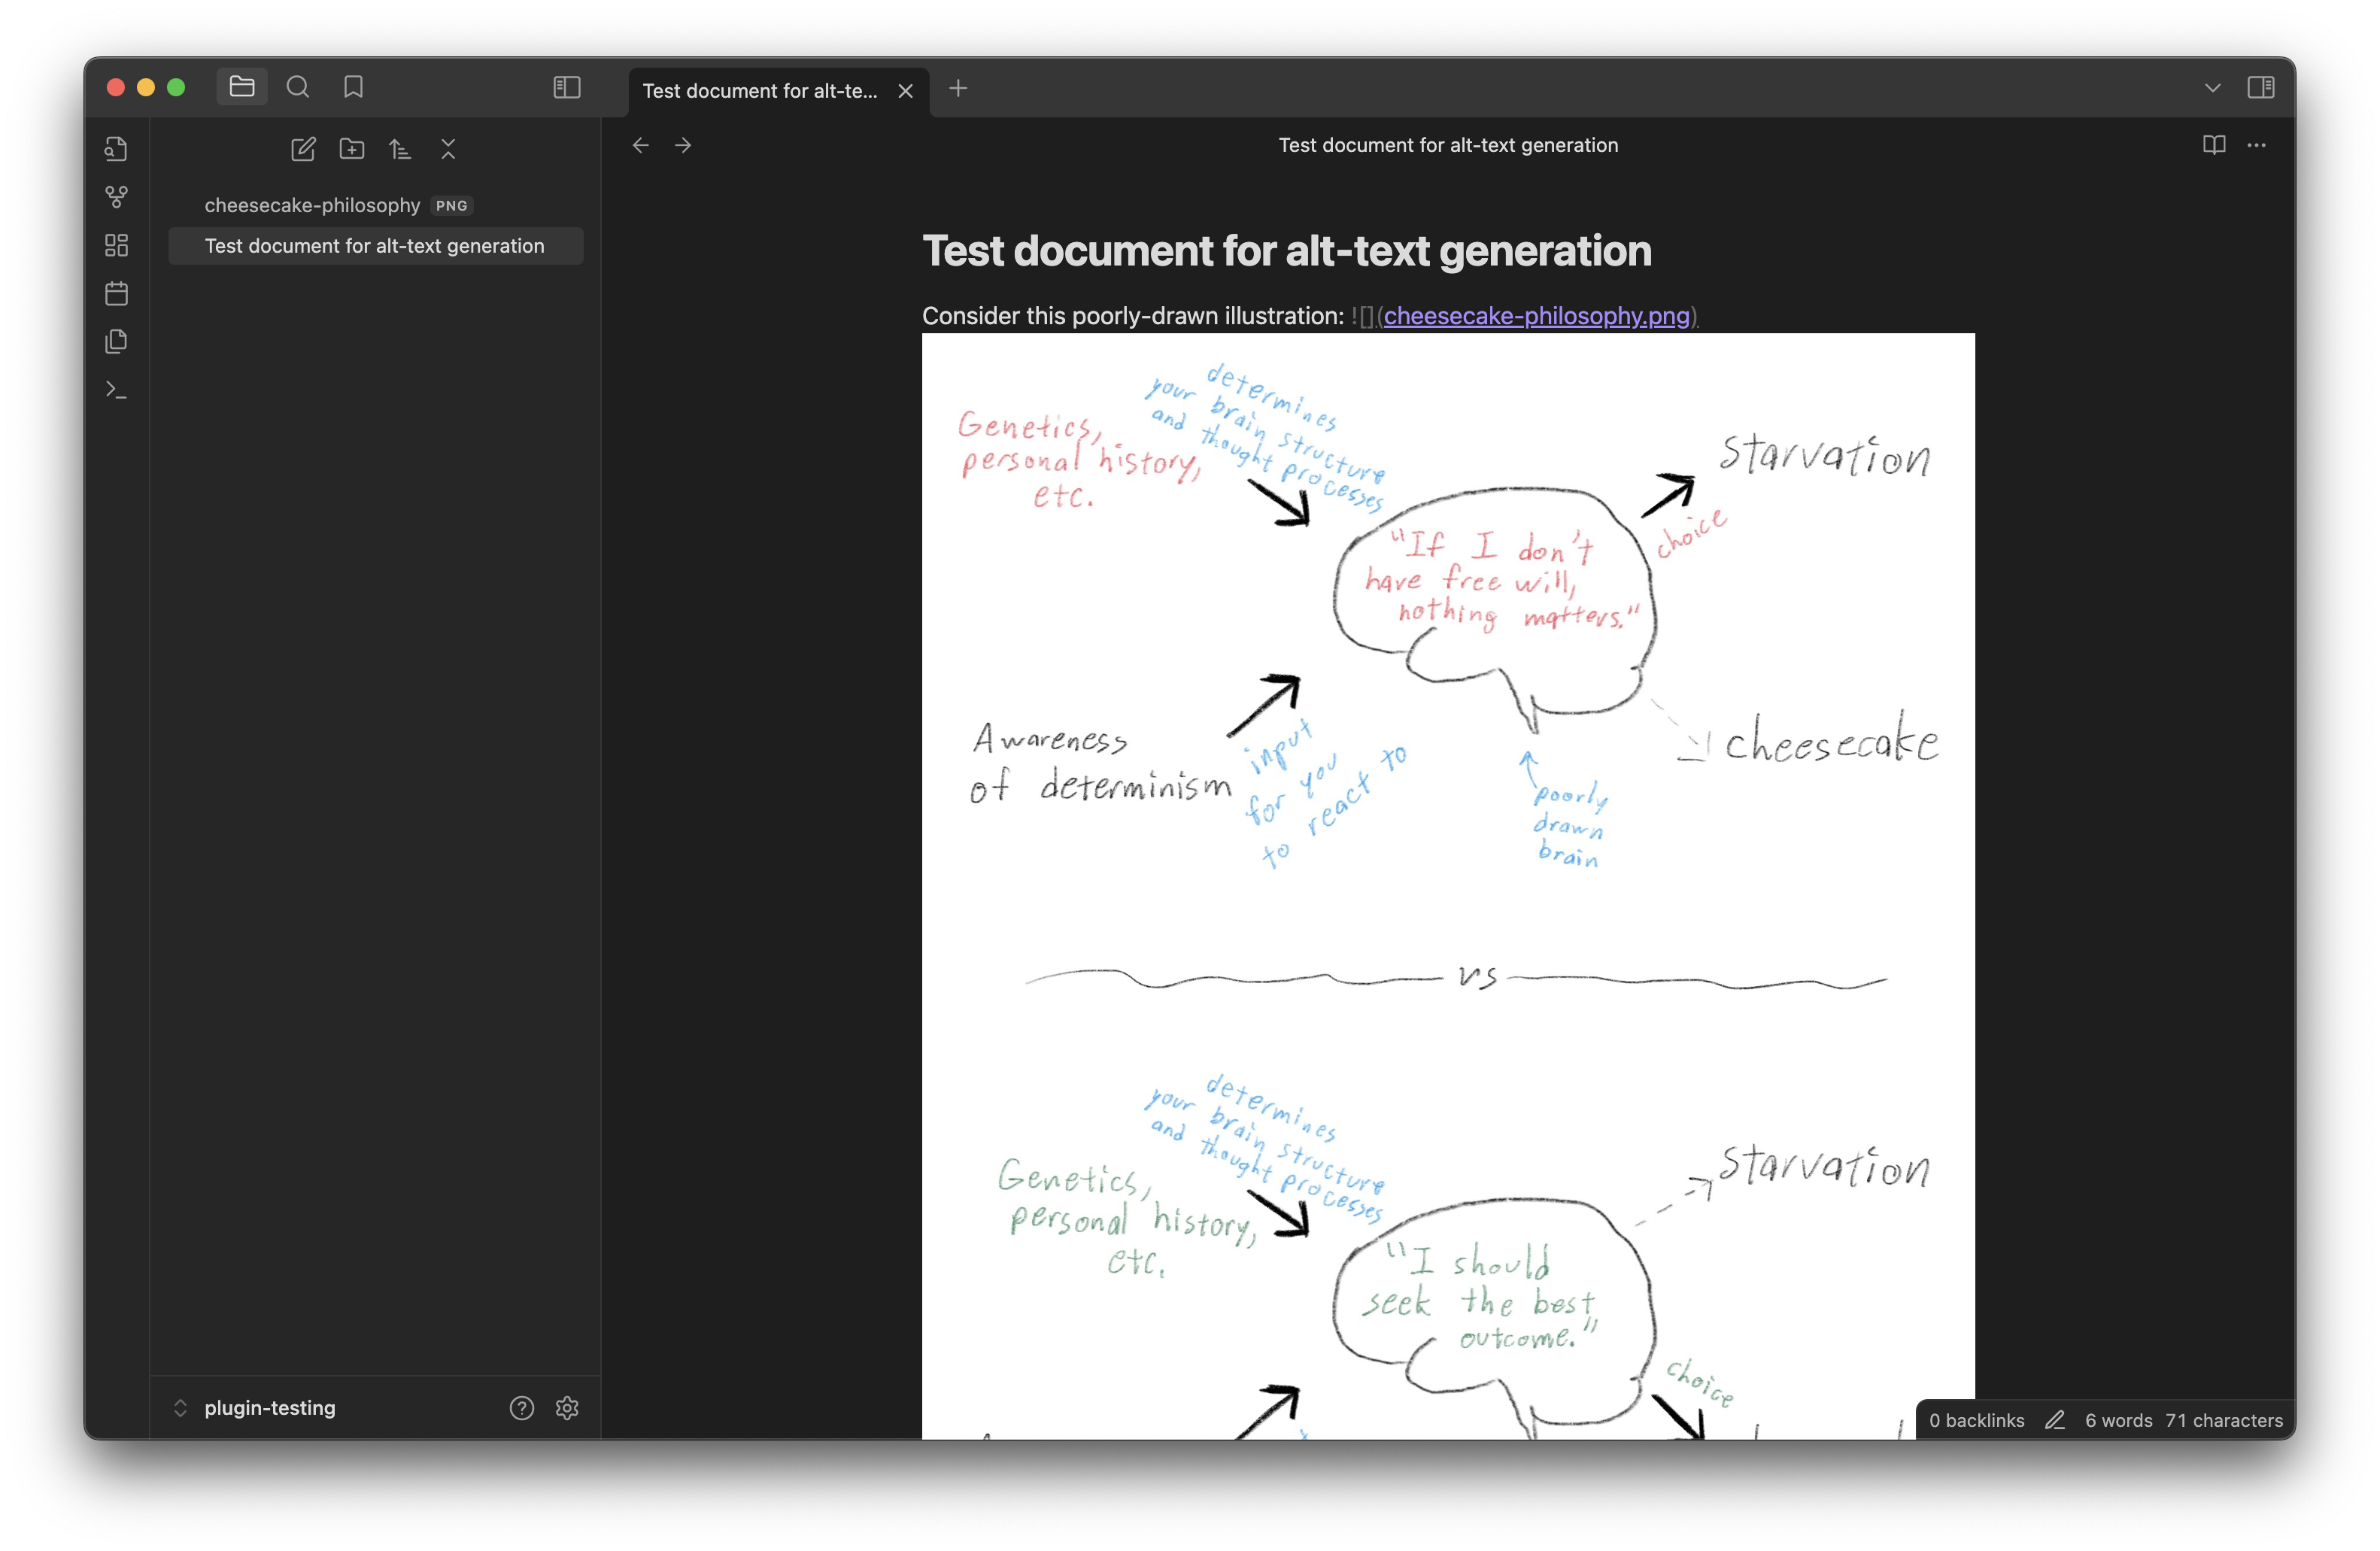 Test document for alt-te...
Test document for alt-text generation
cheesecake-philosophy PNG
Test document for alt-text generation
Test document for alt-text generation
Consider this poorly-drawn illustration: ![](cheesecake-philosophy.png)
determines
your brain structure
and thought processes
Genetics,
personal history,
etc.
starvation
choice
"If I don't
have free will,
nothing matters."
Awareness
of determinism
input
for you
to react to
cheesecake
poorly
drawn
brain
vs
determines
your brain structure
and thought processes
Genetics,
personal history,
etc.
starvation
"I should
seek the best
outcome."
choice
plugin-testing
0 backlinks 6 words 71 characters